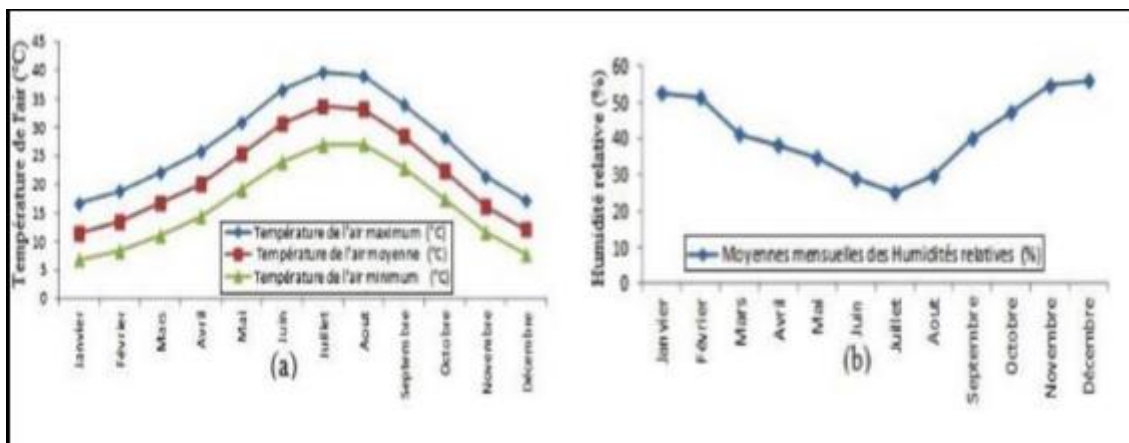 Température de l'air (°C)
45
40
35
30
25
20
15
10
5
0
Température de l'air maximum (°C)
Température de l'air moyenne (°C)
Température de l'air minimum (°C)
Janvier
Février
Mars
Avril
Mai
Juin
Juillet
Aout
Septembre
Octobre
Novembre
Décembre
(a)
Humidité relative (%)
60
50
40
30
20
10
0
Moyennes mensuelles des Humidités relatives (%)
Janvier
Février
Mars
Avril
Mai
Juin
Juillet
Aout
Septembre
Octobre
Novembre
Décembre
(b)